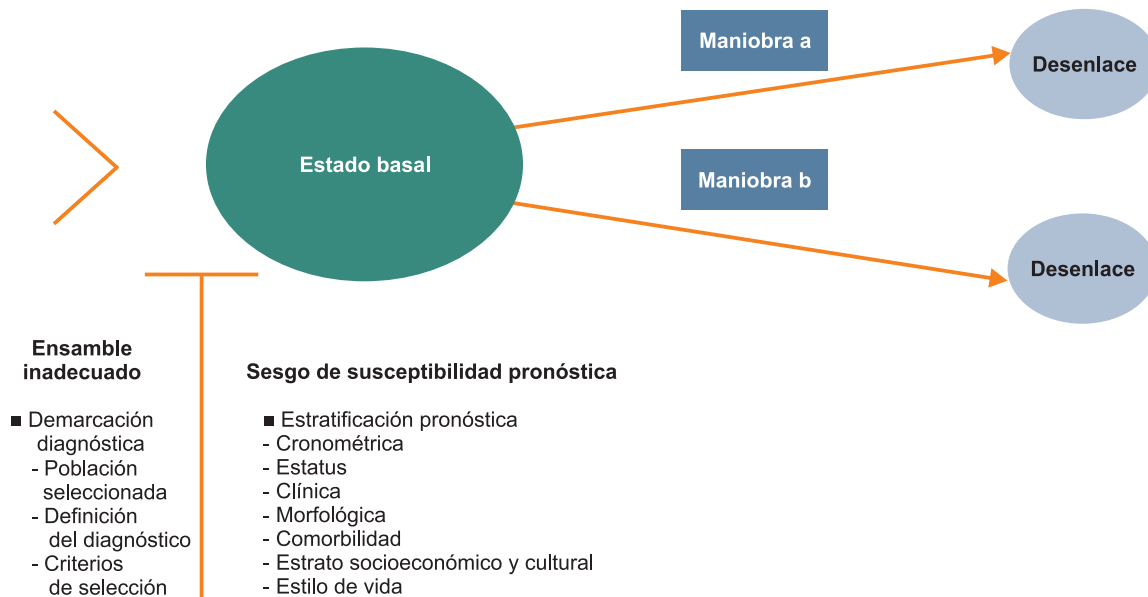 Maniobra a
Desenlace
Estado basal
Maniobra b
Desenlace
Ensamble
inadecuado
■ Demarcación
diagnóstica
- Población
seleccionada
- Definición
del diagnóstico
- Criterios
de selección
Sesgo de susceptibilidad pronóstica
■ Estratificación pronóstica
- Cronométrica
- Estatus
- Clínica
- Morfológica
- Comorbilidad
- Estrato socioeconómico y cultural
- Estilo de vida